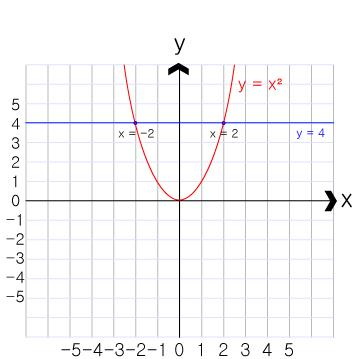 y
y = x²
5
4
x = -2
x = 2
y = 4
3
2
1
0
x
-1
-2
-3
-4
-5
-5 -4 -3 -2 -1 0 1 2 3 4 5